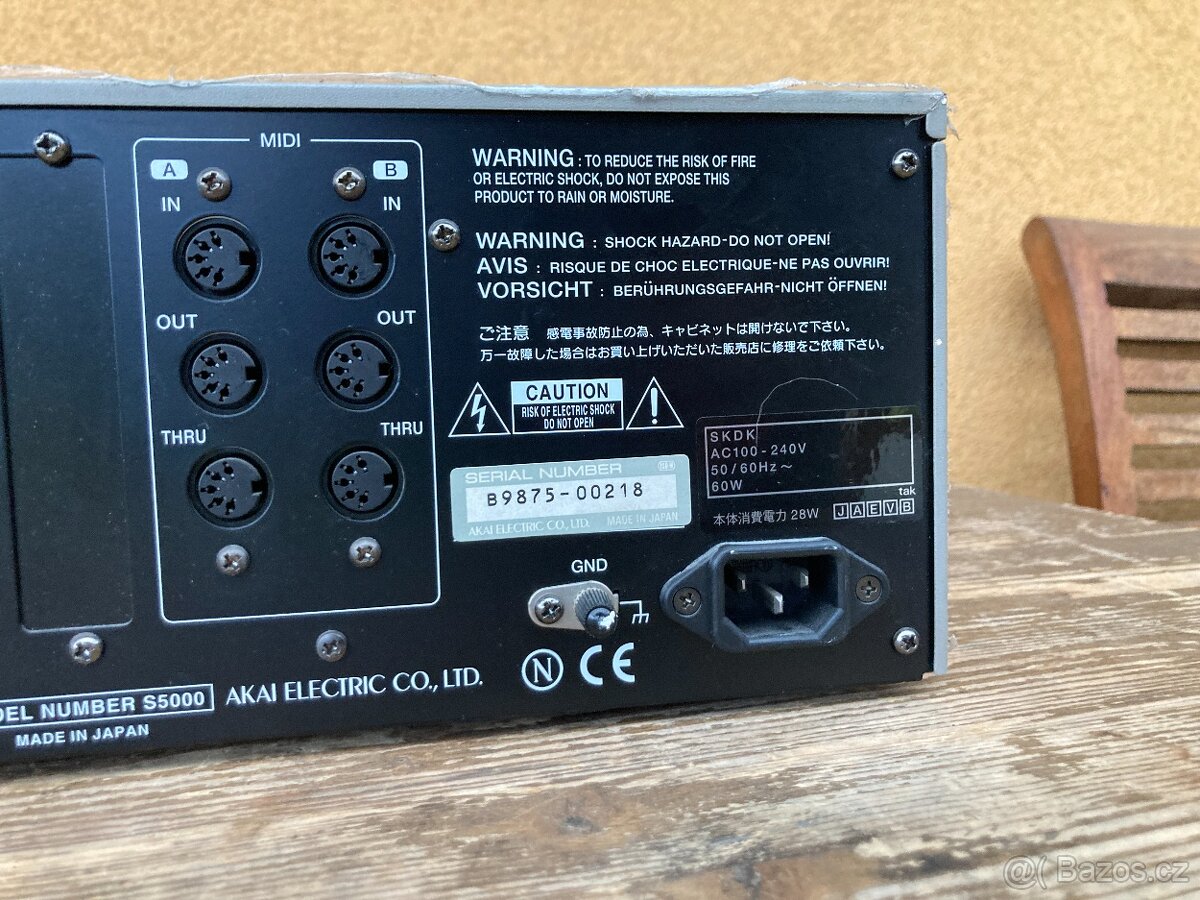 MIDI
A
B
IN
IN
OUT
OUT
THRU
THRU
WARNING : TO REDUCE THE RISK OF FIRE
OR ELECTRIC SHOCK, DO NOT EXPOSE THIS
PRODUCT TO RAIN OR MOISTURE.
WARNING : SHOCK HAZARD-DO NOT OPEN!
AVIS : RISQUE DE CHOC ELECTRIQUE-NE PAS OUVRIR!
VORSICHT : BERÜHRUNGSGEFAHR-NICHT ÖFFNEN!
ご注意 感電事故防止の為、キャビネットは開けないで下さい。
万一故障した場合はお買い上げいただいた販売店に修理をご依頼下さい。
CAUTION
RISK OF ELECTRIC SHOCK
DO NOT OPEN
SERIAL NUMBER
B9875-00218
AKAI ELECTRIC CO., LTD. MADE IN JAPAN
SKDK
AC100-240V
50/60Hz～
60W
tak
本体消費電力 28W JAEVB
GND
N CE
DEL NUMBER S5000 AKAI ELECTRIC CO., LTD.
MADE IN JAPAN
@( Bazos.cz